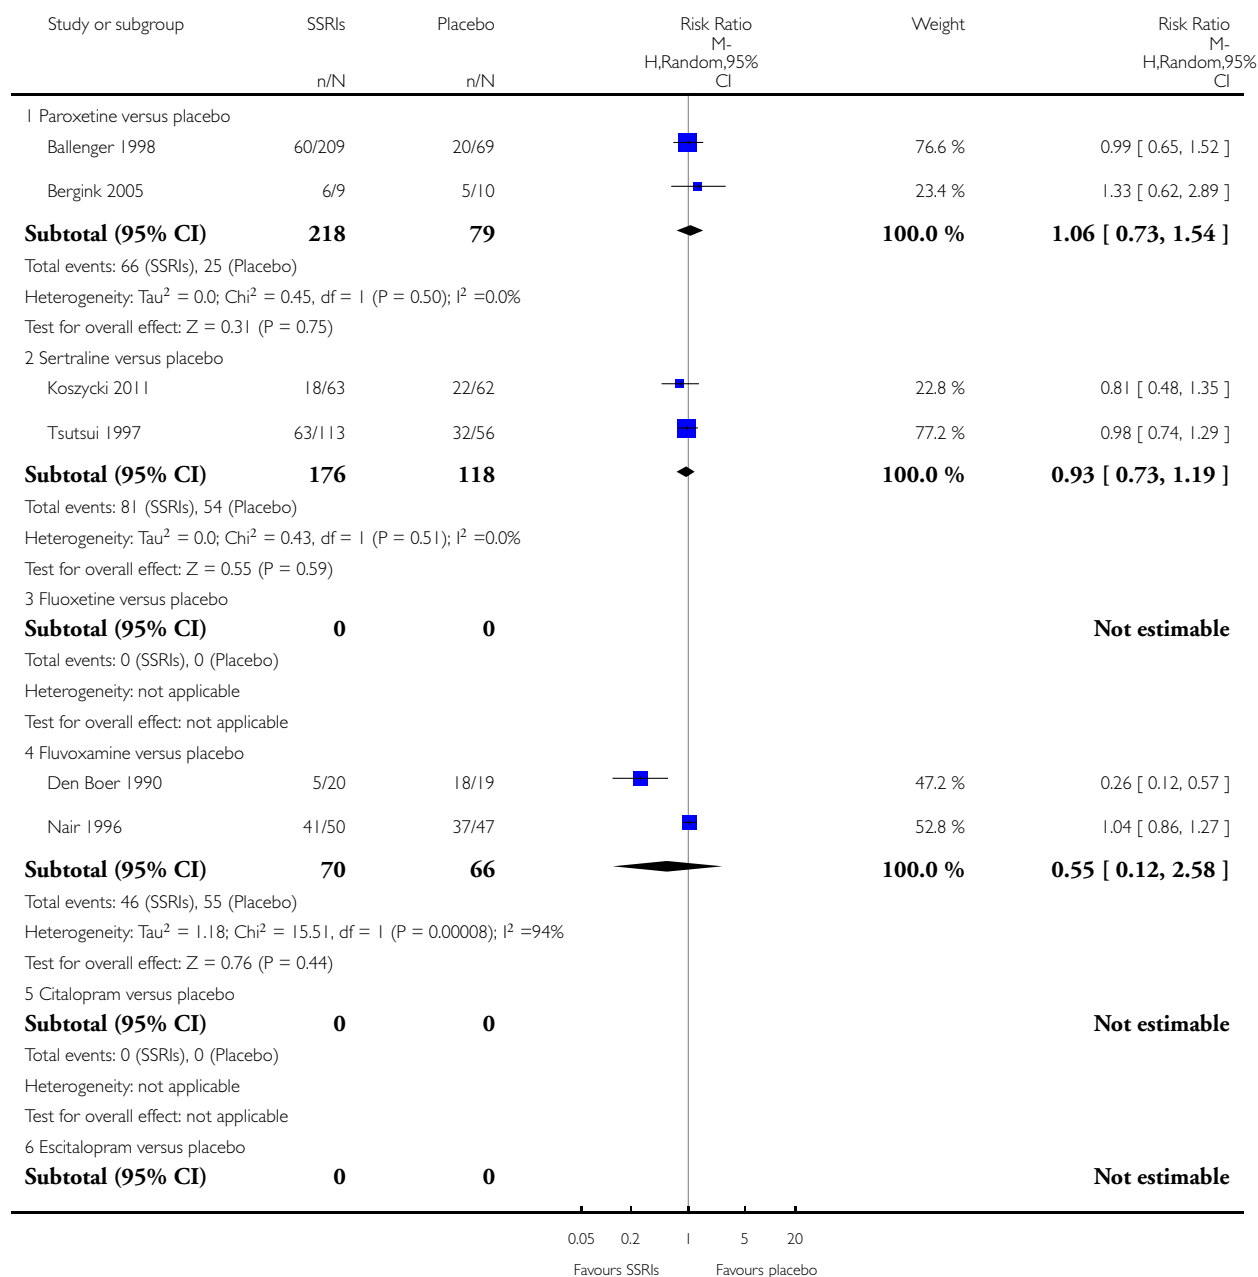 Study or subgroup SSRIs Placebo Risk Ratio Weight Risk Ratio
M- M-
H,Random,95% H,Random,95%
n/N n/N CI CI
1 Paroxetine versus placebo
Ballenger 1998 60/209 20/69 76.6 % 0.99 [ 0.65, 1.52 ]
Bergink 2005 6/9 5/10 23.4 % 1.33 [ 0.62, 2.89 ]
Subtotal (95% CI) 218 79 100.0 % 1.06 [ 0.73, 1.54 ]
Total events: 66 (SSRIs), 25 (Placebo)
Heterogeneity: Tau² = 0.0; Chi² = 0.45, df = 1 (P = 0.50); I² =0.0%
Test for overall effect: Z = 0.31 (P = 0.75)
2 Sertraline versus placebo
Koszycki 2011 18/63 22/62 22.8 % 0.81 [ 0.48, 1.35 ]
Tsutsui 1997 63/113 32/56 77.2 % 0.98 [ 0.74, 1.29 ]
Subtotal (95% CI) 176 118 100.0 % 0.93 [ 0.73, 1.19 ]
Total events: 81 (SSRIs), 54 (Placebo)
Heterogeneity: Tau² = 0.0; Chi² = 0.43, df = 1 (P = 0.51); I² =0.0%
Test for overall effect: Z = 0.55 (P = 0.59)
3 Fluoxetine versus placebo
Subtotal (95% CI) 0 0 Not estimable
Total events: 0 (SSRIs), 0 (Placebo)
Heterogeneity: not applicable
Test for overall effect: not applicable
4 Fluvoxamine versus placebo
Den Boer 1990 5/20 18/19 47.2 % 0.26 [ 0.12, 0.57 ]
Nair 1996 41/50 37/47 52.8 % 1.04 [ 0.86, 1.27 ]
Subtotal (95% CI) 70 66 100.0 % 0.55 [ 0.12, 2.58 ]
Total events: 46 (SSRIs), 55 (Placebo)
Heterogeneity: Tau² = 1.18; Chi² = 15.51, df = 1 (P = 0.00008); I² =94%
Test for overall effect: Z = 0.76 (P = 0.44)
5 Citalopram versus placebo
Subtotal (95% CI) 0 0 Not estimable
Total events: 0 (SSRIs), 0 (Placebo)
Heterogeneity: not applicable
Test for overall effect: not applicable
6 Escitalopram versus placebo
Subtotal (95% CI) 0 0 Not estimable
0.05 0.2 1 5 20
Favours SSRIs Favours placebo